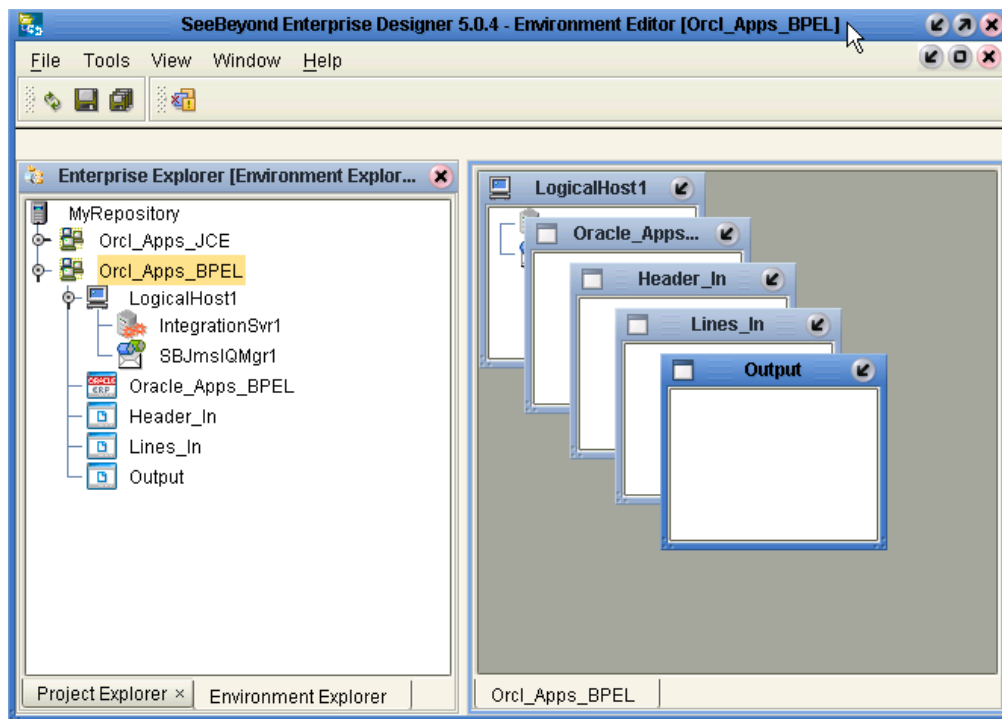 SeeBeyond Enterprise Designer 5.0.4 - Environment Editor [Orcl_Apps_BPEL]
File Tools View Window Help
Enterprise Explorer [Environment Explor...
MyRepository
Orcl_Apps_JCE
Orcl_Apps_BPEL
LogicalHost1
IntegrationSvr1
SBJmsIQMgr1
ORACLE
ERP
Oracle_Apps_BPEL
Header_In
Lines_In
Output
Project Explorer ×
Environment Explorer
LogicalHost1
Oracle_Apps...
Header_In
Lines_In
Output
Orcl_Apps_BPEL